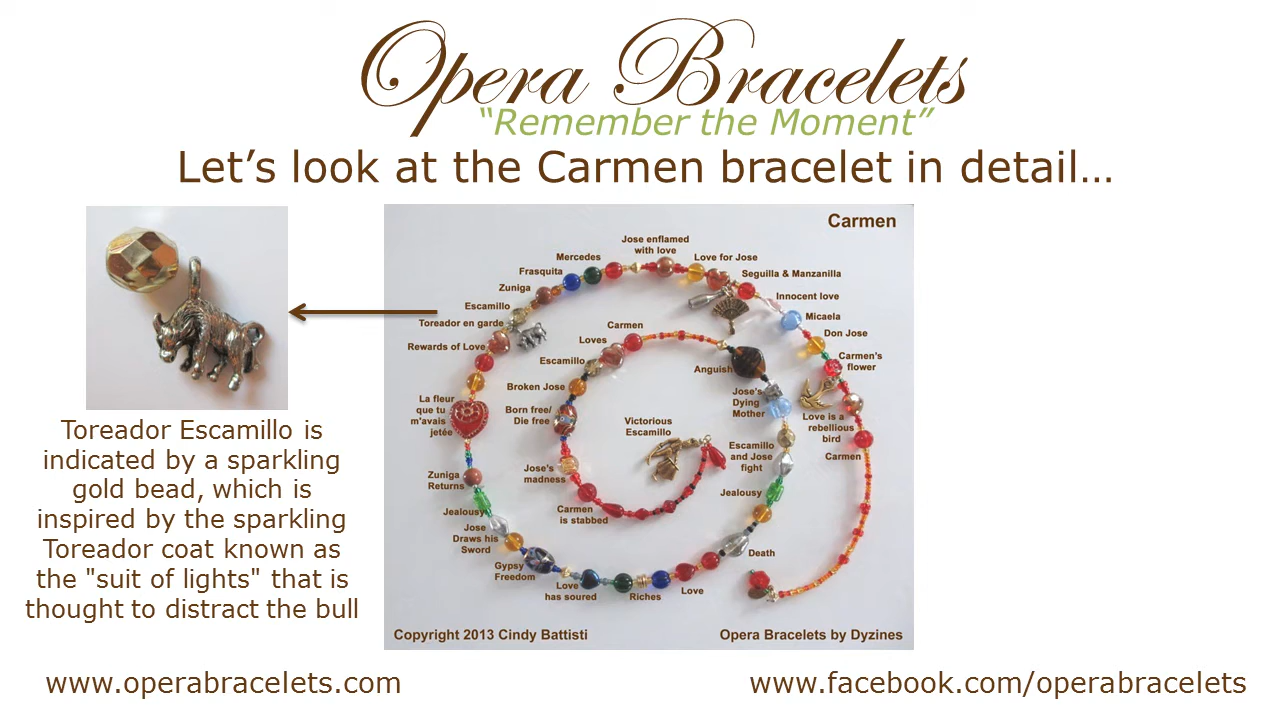 Opera Bracelets
“Remember the Moment”
Let’s look at the Carmen bracelet in detail…
Toreador Escamillo is
indicated by a sparkling
gold bead, which is
inspired by the sparkling
Toreador coat known as
the "suit of lights" that is
thought to distract the bull
Carmen
Jose enflamed
with love
Mercedes
Love for Jose
Frasquita
Seguilla & Manzanilla
Zuniga
Innocent love
Escamillo
Micaela
Toreador en garde
Carmen
Don Jose
Rewards of Love
Loves
Carmen's
flower
Escamillo
Anguish
Broken Jose
Jose's
Dying
Mother
La fleur
que tu
m'avais
jetée
Born free/
Die free
Victorious
Escamillo
Love is a
rebellious
bird
Carmen
Escamillo
and Jose
fight
Zuniga
Returns
Jose's
madness
Jealousy
Jealousy
Carmen
is stabbed
Jose
Draws his
Sword
Death
Gypsy
Freedom
Love
has soured
Riches
Love
Copyright 2013 Cindy Battisti
Opera Bracelets by Dyzines
www.operabracelets.com
www.facebook.com/operabracelets